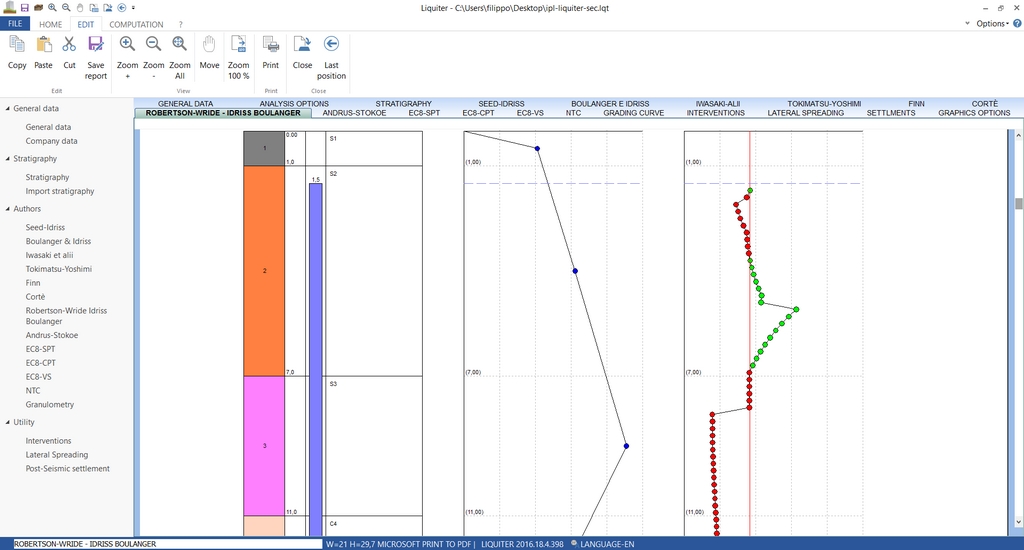 Liquiter - C:\Users\filippo\Desktop\ipl-liquiter-sec.lqt
FILE HOME EDIT COMPUTATION ? Options
Copy Paste Cut Save report Zoom + Zoom - Zoom All Move Zoom 100 % Print Close Last position
Edit View Print Close
General data
General data
Company data
Stratigraphy
Stratigraphy
Import stratigraphy
Authors
Seed-Idriss
Boulanger & Idriss
Iwasaki et alii
Tokimatsu-Yoshimi
Finn
Cortè
Robertson-Wride Idriss
Boulanger
Andrus-Stokoe
EC8-SPT
EC8-CPT
EC8-VS
NTC
Granulometry
Utility
Interventions
Lateral Spreading
Post-Seismic settlement
GENERAL DATA ANALYSIS OPTIONS STRATIGRAPHY SEED-IDRISS BOULANGER E IDRISS IWASAKI-ALII TOKIMATSU-YOSHIMI FINN CORTÈ
ROBERTSON-WRIDE - IDRISS BOULANGER ANDRUS-STOKOE EC8-SPT EC8-CPT EC8-VS NTC GRADING CURVE INTERVENTIONS LATERAL SPREADING SETTLMENTS GRAPHICS OPTIONS
0.00 S1
1
1,0 (1,00) (1,00)
S2
1,5
2
7,0 (7,00) (7,00)
S3
3
11,0 (11,00) (11,00)
C4
ROBERTSON-WRIDE - IDRISS BOULANGER W=21 H=29,7 MICROSOFT PRINT TO PDF | LIQUITER 2016.18.4.398 LANGUAGE-EN